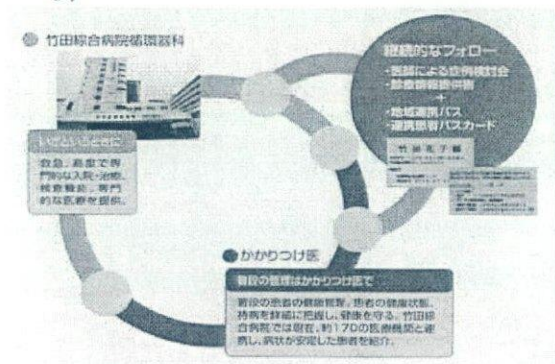 竹田綜合病院循環器科
いざというときに
救急、高度で専
門的な入院・治療、
検査機能、専門
的な医療を提供。
継続的なフォロー
・医師による症例検討会
・診療情報提供書
+
・地域連携パス
・連携患者パスカード
竹田花子様
かかりつけ医
普段の管理はかかりつけ医で
普段の患者の健康管理。患者の健康状態、
持病を詳細に把握し、健康を守る。竹田綜
合病院では現在、約170の医療機関と連
携し、病状が安定した患者を紹介。